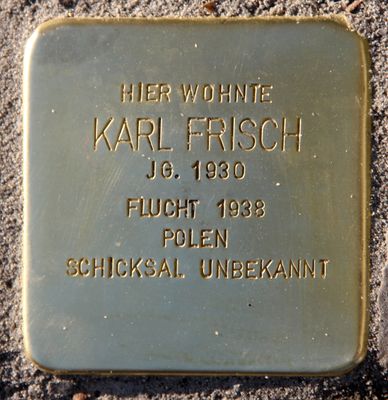 HIER WOHNTE
KARL FRISCH
JG. 1930
FLUCHT 1938
POLEN
SCHICKSAL UNBEKANNT